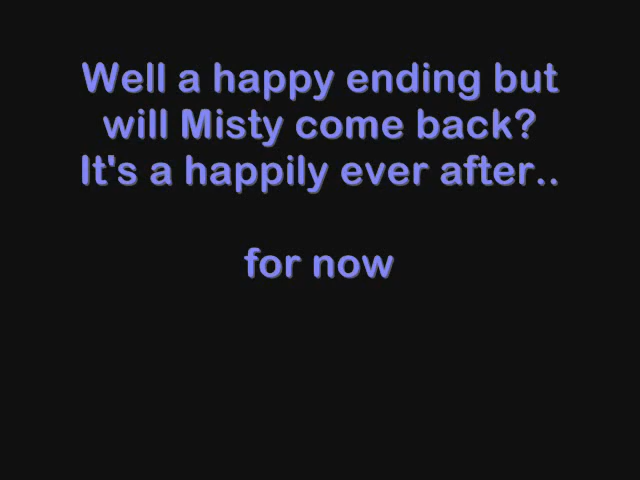 Well a happy ending but
will Misty come back?
It's a happily ever after..
for now